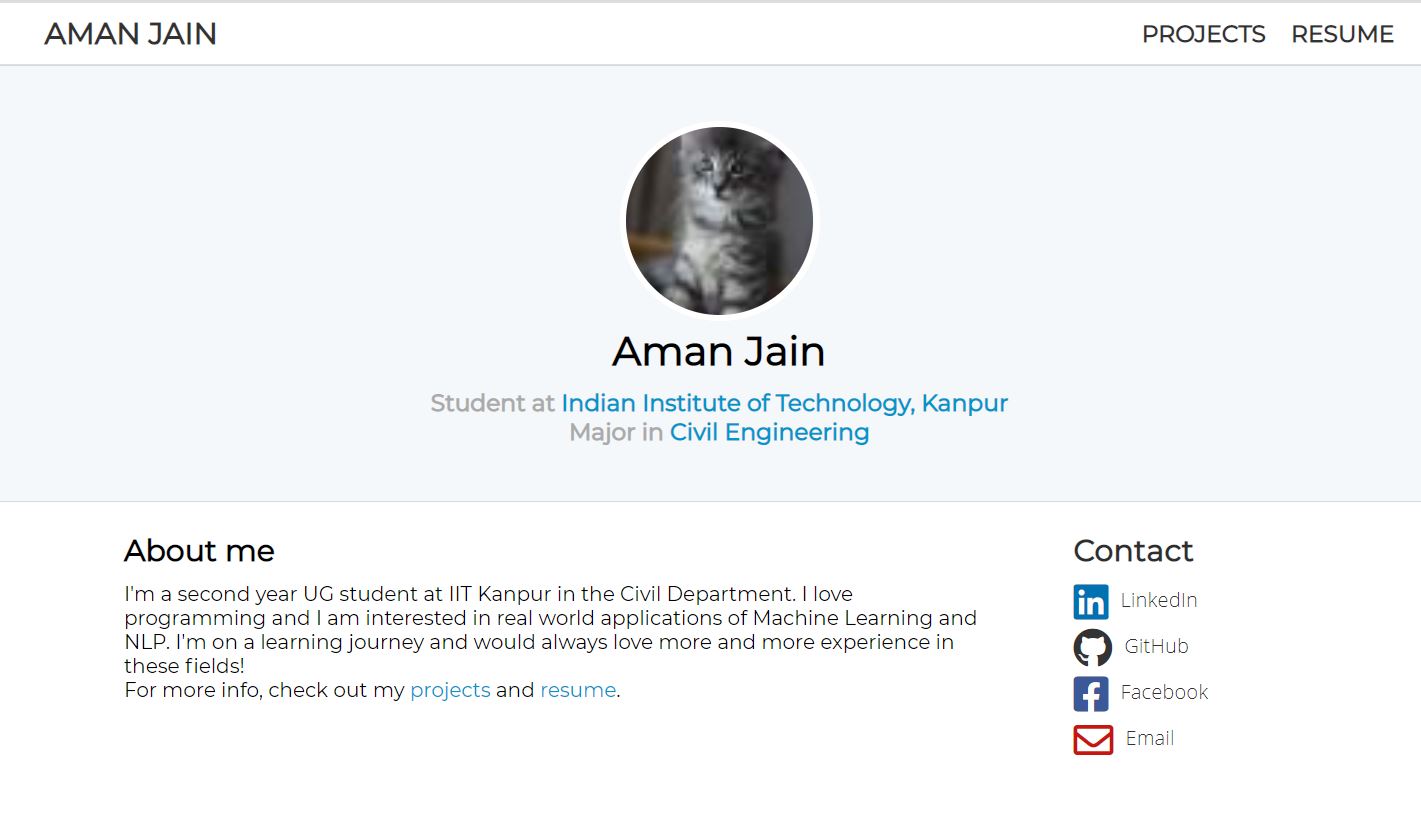 AMAN JAIN
PROJECTS RESUME
Aman Jain
Student at Indian Institute of Technology, Kanpur
Major in Civil Engineering
About me
I'm a second year UG student at IIT Kanpur in the Civil Department. I love
programming and I am interested in real world applications of Machine Learning and
NLP. I'm on a learning journey and would always love more and more experience in
these fields!
For more info, check out my projects and resume.
Contact
in LinkedIn
GitHub
f Facebook
Email